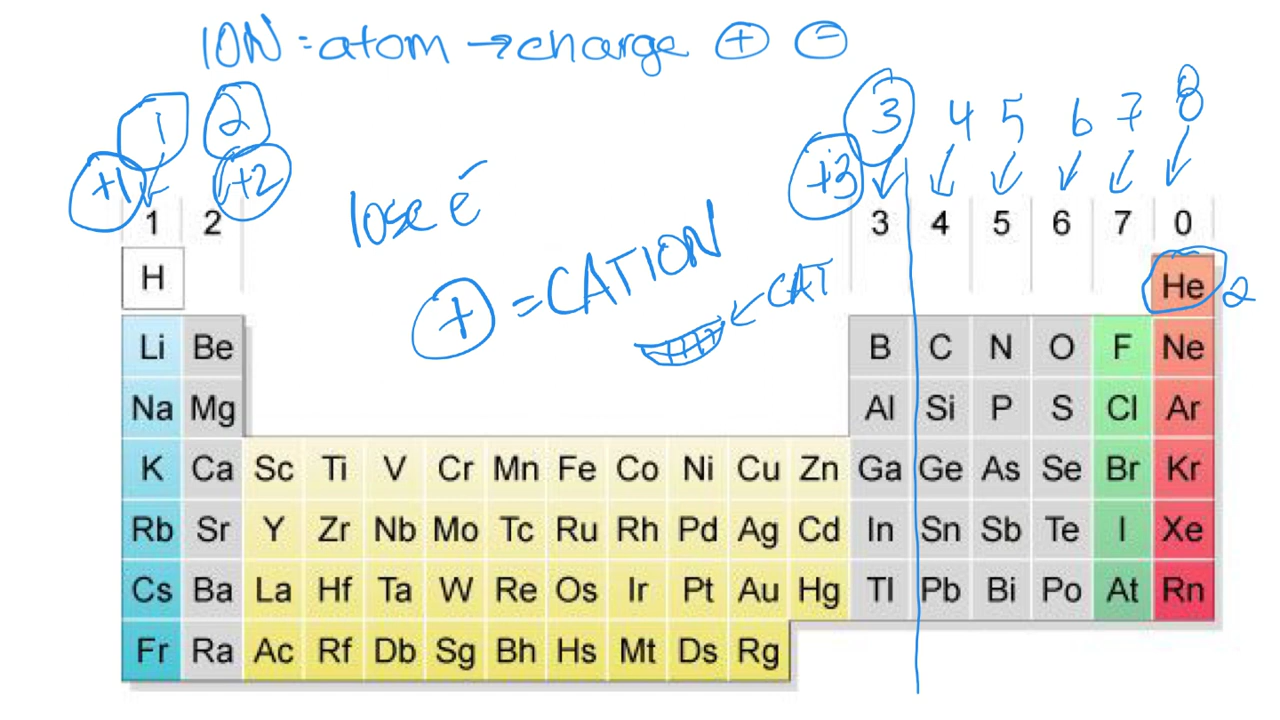 ION = atom → charge + -
1 2 3 4 5 6 7 8
+1 +2 +3
lose e-
1 2 3 4 5 6 7 0
+ = CATION
← CAT
H He 2
Li Be B C N O F Ne
Na Mg Al Si P S Cl Ar
K Ca Sc Ti V Cr Mn Fe Co Ni Cu Zn Ga Ge As Se Br Kr
Rb Sr Y Zr Nb Mo Tc Ru Rh Pd Ag Cd In Sn Sb Te I Xe
Cs Ba La Hf Ta W Re Os Ir Pt Au Hg Tl Pb Bi Po At Rn
Fr Ra Ac Rf Db Sg Bh Hs Mt Ds Rg